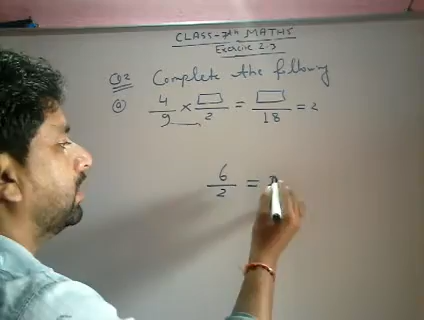 CLASS-7th MATHS
Exercise 2.3
Q2 Complete the following
(a) 4/9 × □/2 = □/18 = 2
6/2 =